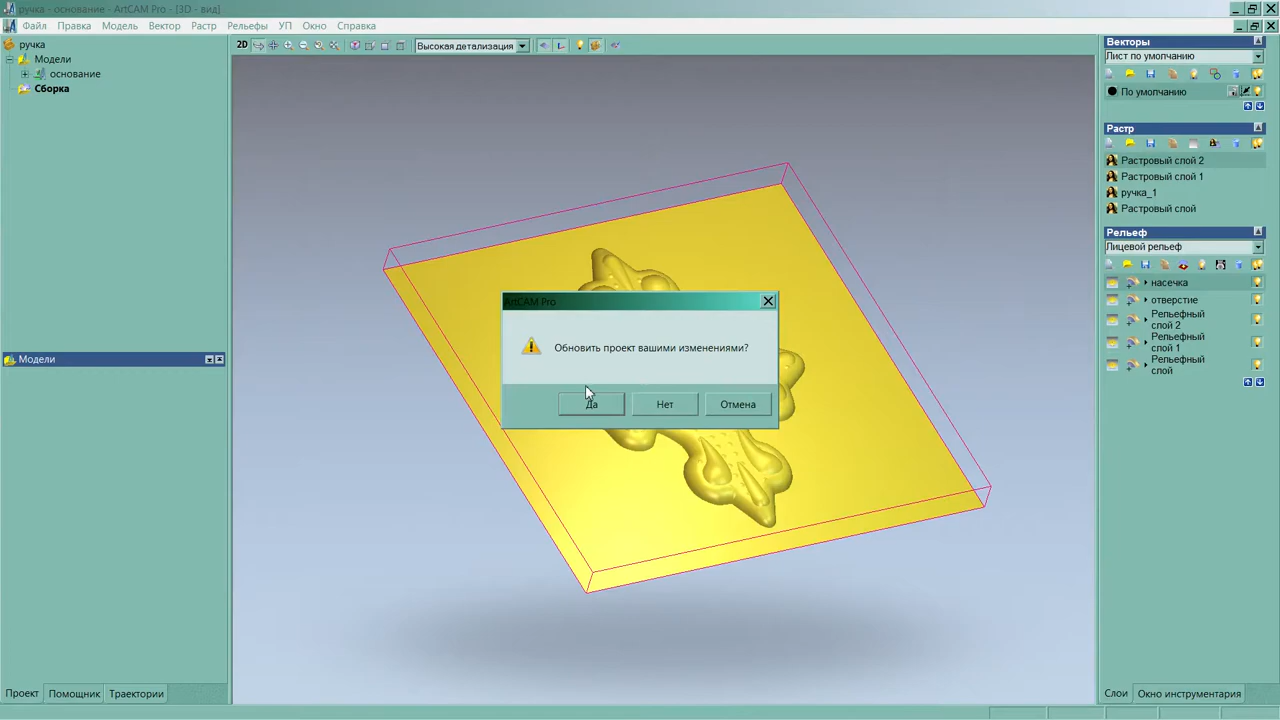 ручка - основание - ArtCAM Pro - [3D - вид]
Файл Правка Модель Вектор Растр Рельефы УП Окно Справка
ручка
Модели
основание
Сборка
2D
Высокая детализация
Векторы
Лист по умолчанию
По умолчанию
Растр
Растровый слой 2
Растровый слой 1
ручка_1
Растровый слой
Рельеф
Лицевой рельеф
насечка
отверстие
Рельефный
слой 2
Рельефный
слой 1
Рельефный
слой
ArtCAM Pro
Обновить проект вашими изменениями?
Да Нет Отмена
Модели
Проект Помощник Траектории
Слои Окно инструментария